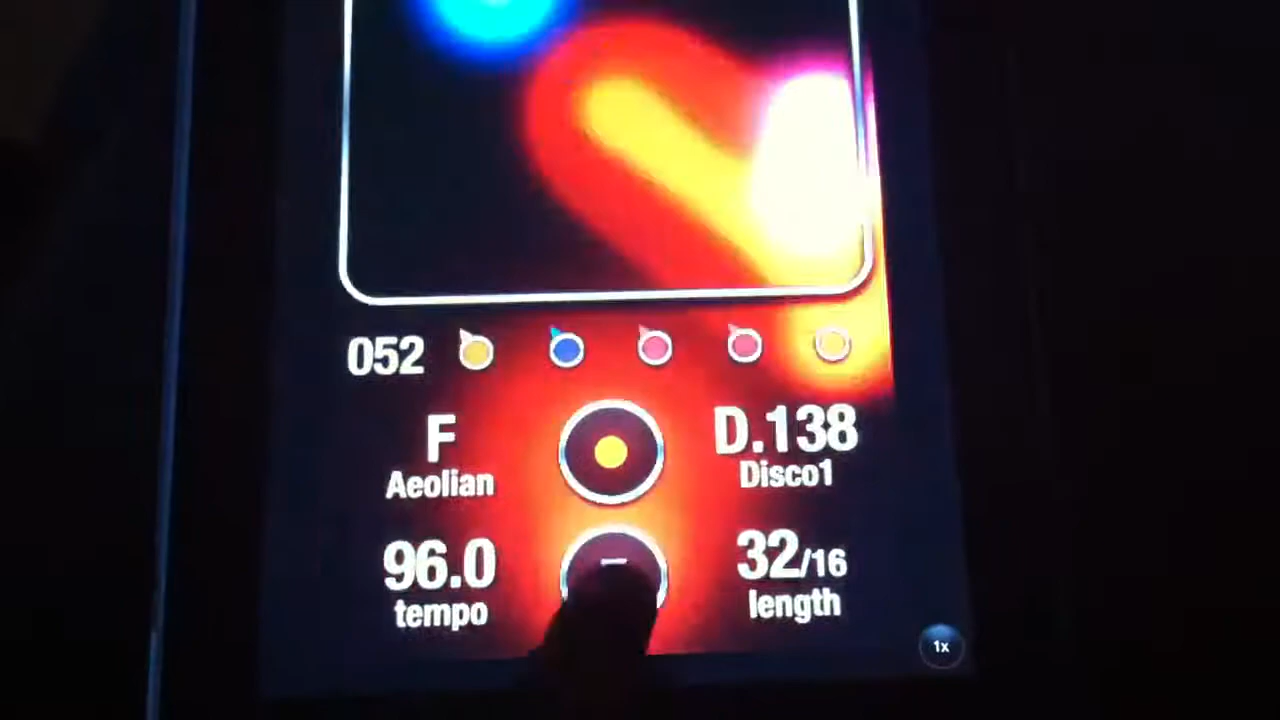 052
F
Aeolian
D.138
Disco1
96.0
tempo
32/16
length
1x